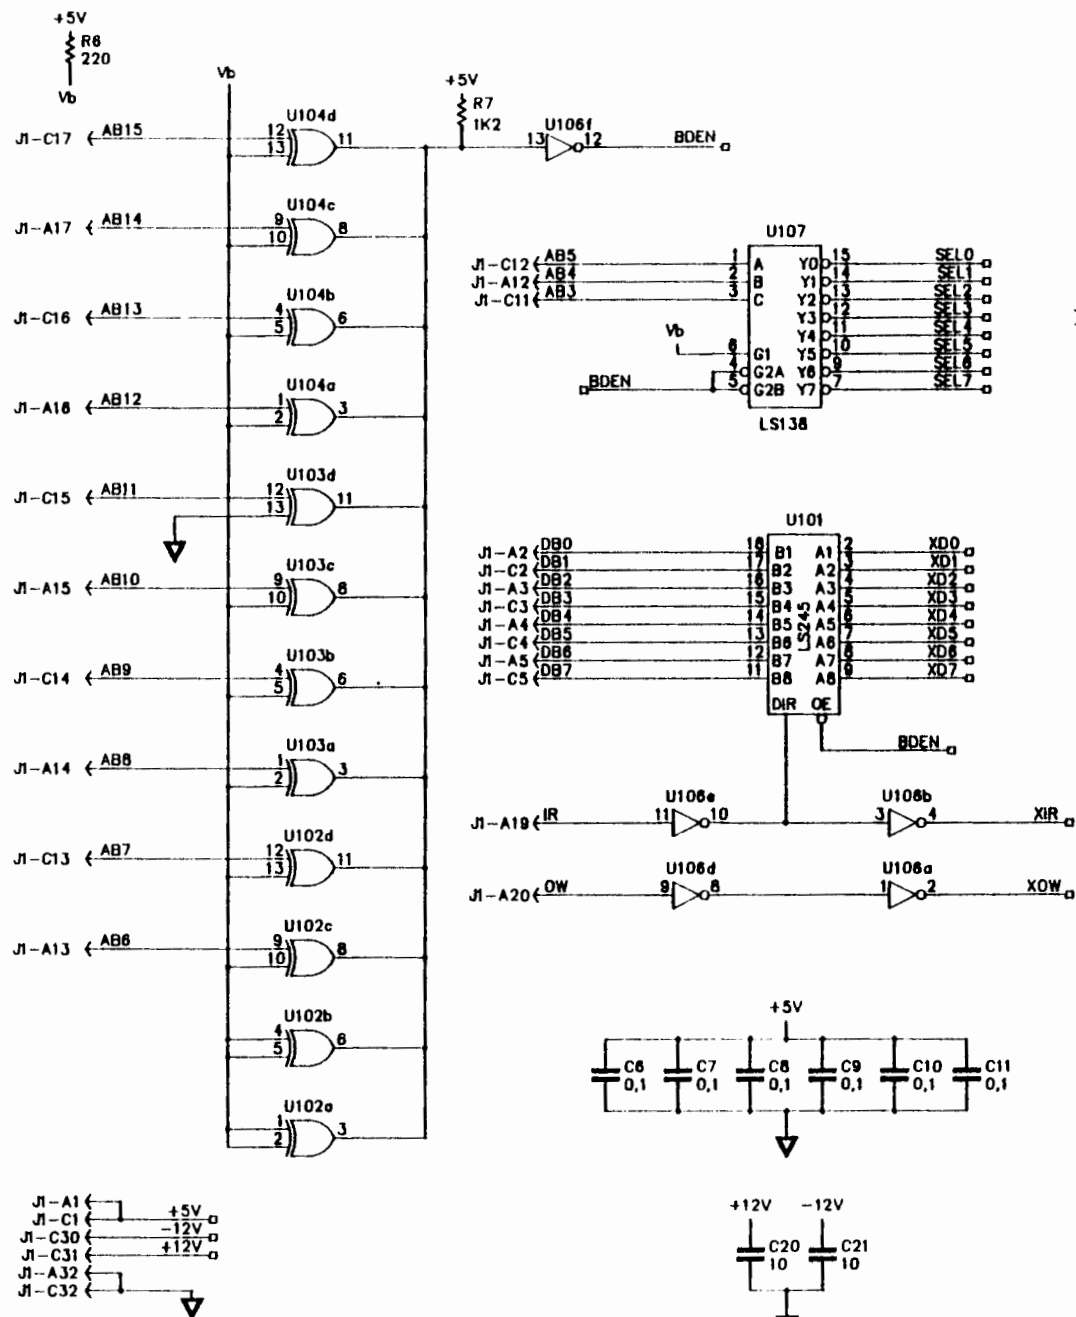 +5V
R6
220
Vb
Vb
+5V
R7
1K2
J1-C17 AB15
12
13
U104d
11
13
U106f
12
BDEN
J1-A17 AB14
9
10
U104c
8
J1-C16 AB13
4
5
U104b
6
J1-A16 AB12
1
2
U104a
3
J1-C15 AB11
12
13
U103d
11
J1-A15 AB10
9
10
U103c
8
J1-C14 AB9
4
5
U103b
6
J1-A14 AB8
1
2
U103a
3
J1-C13 AB7
12
13
U102d
11
J1-A13 AB6
9
10
U102c
8
4
5
U102b
6
1
2
U102a
3
U107
J1-C12 AB5 1 A Y0 15 SEL0
J1-A12 AB4 2 B Y1 14 SEL1
J1-C11 AB3 3 C Y2 13 SEL2
Y3 12 SEL3
Y4 11 SEL4
Vb 6 G1 Y5 10 SEL5
4 G2A Y6 9 SEL6
BDEN 5 G2B Y7 7 SEL7
LS138
U101
J1-A2 DB0 18 B1 A1 2 XD0
J1-C2 DB1 17 B2 A2 3 XD1
J1-A3 DB2 16 B3 A3 4 XD2
J1-C3 DB3 15 B4 A4 5 XD3
J1-A4 DB4 14 B5 A5 6 XD4
J1-C4 DB5 13 B6 A6 7 XD5
J1-A5 DB6 12 B7 A7 8 XD6
J1-C5 DB7 11 B8 A8 9 XD7
LS245
DIR OE
BDEN
J1-A19 IR 11 U106e 10 3 U106b 4 XIR
J1-A20 OW 9 U106d 8 1 U106a 2 XOW
+5V
C6 C7 C8 C9 C10 C11
0,1 0,1 0,1 0,1 0,1 0,1
+12V -12V
C20 C21
10 10
J1-A1
J1-C1 +5V
J1-C30 -12V
J1-C31 +12V
J1-A32
J1-C32